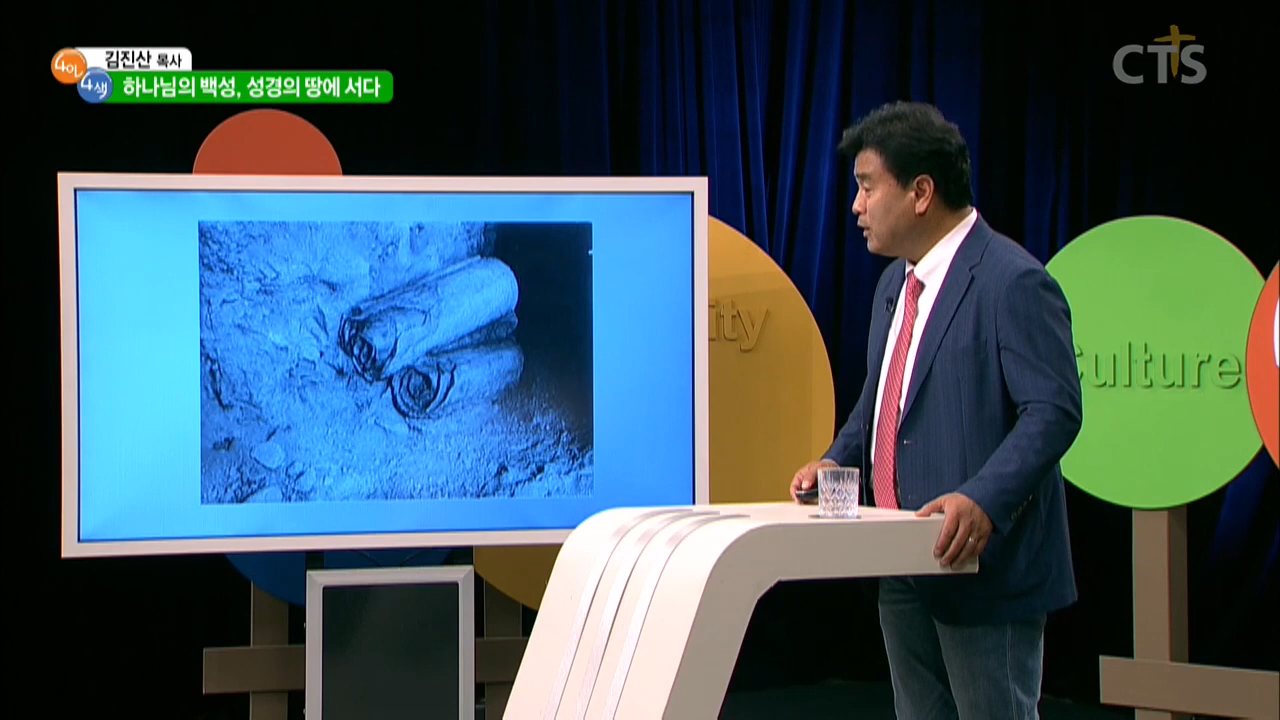 4인
4색
김진산 목사
하나님의 백성, 성경의 땅에 서다
CTS
ity
Culture